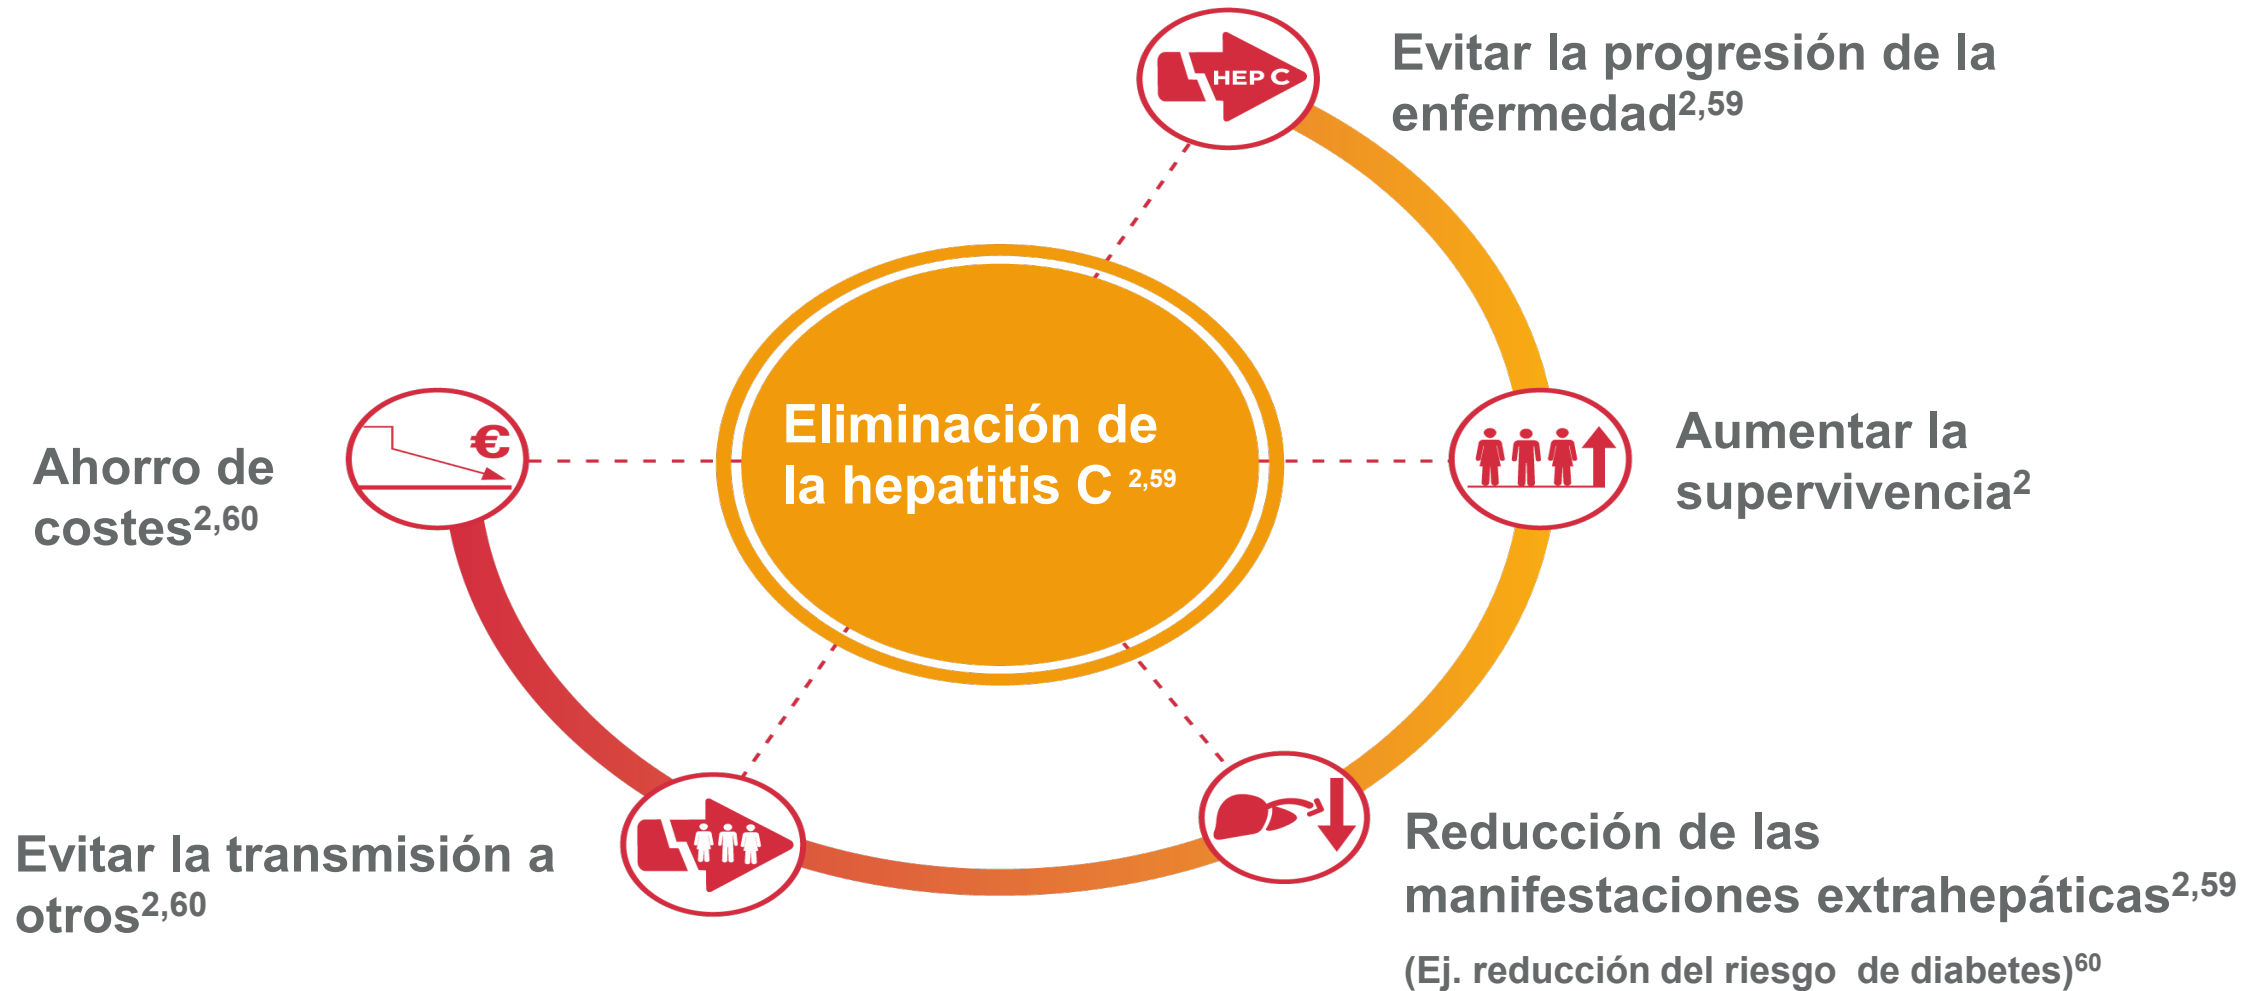 HEP C
Evitar la progresión de la
enfermedad2,59
Eliminación de
la hepatitis C 2,59
Aumentar la
supervivencia2
€
Ahorro de
costes2,60
Evitar la transmisión a
otros2,60
Reducción de las
manifestaciones extrahepáticas2,59
(Ej. reducción del riesgo de diabetes)60